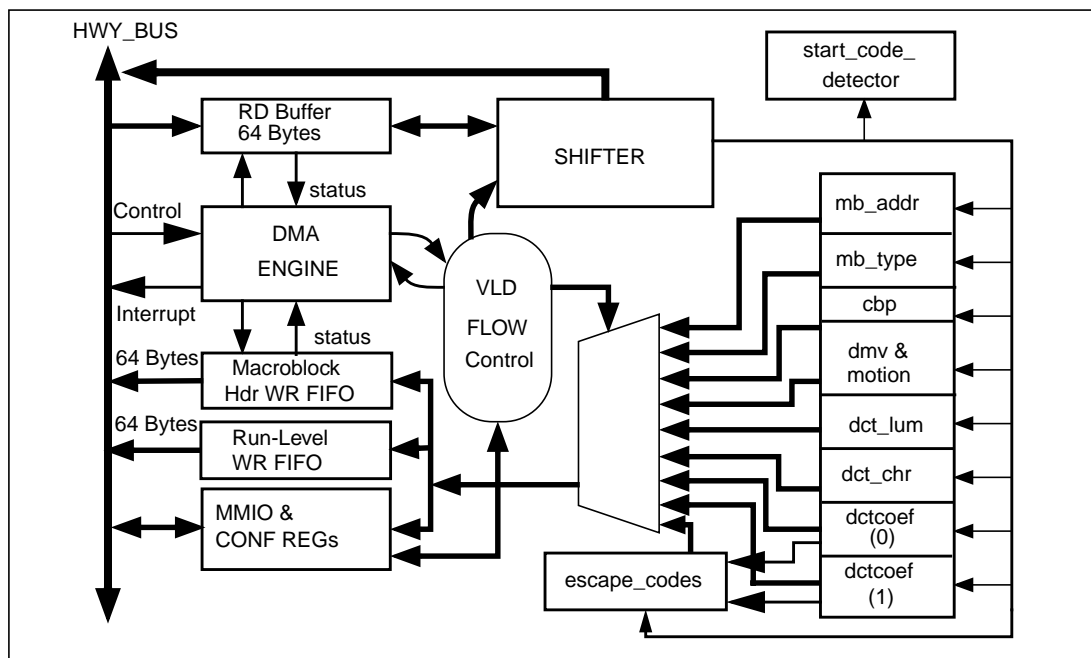 HWY_BUS
start_code_
detector
RD Buffer
64 Bytes
SHIFTER
status
Control
DMA
ENGINE
mb_addr
VLD
FLOW
Control
mb_type
Interrupt
cbp
status
64 Bytes
Macroblock
Hdr WR FIFO
dmv &
motion
64 Bytes
Run-Level
WR FIFO
dct_lum
dct_chr
MMIO &
CONF REGs
dctcoef
(0)
escape_codes
dctcoef
(1)